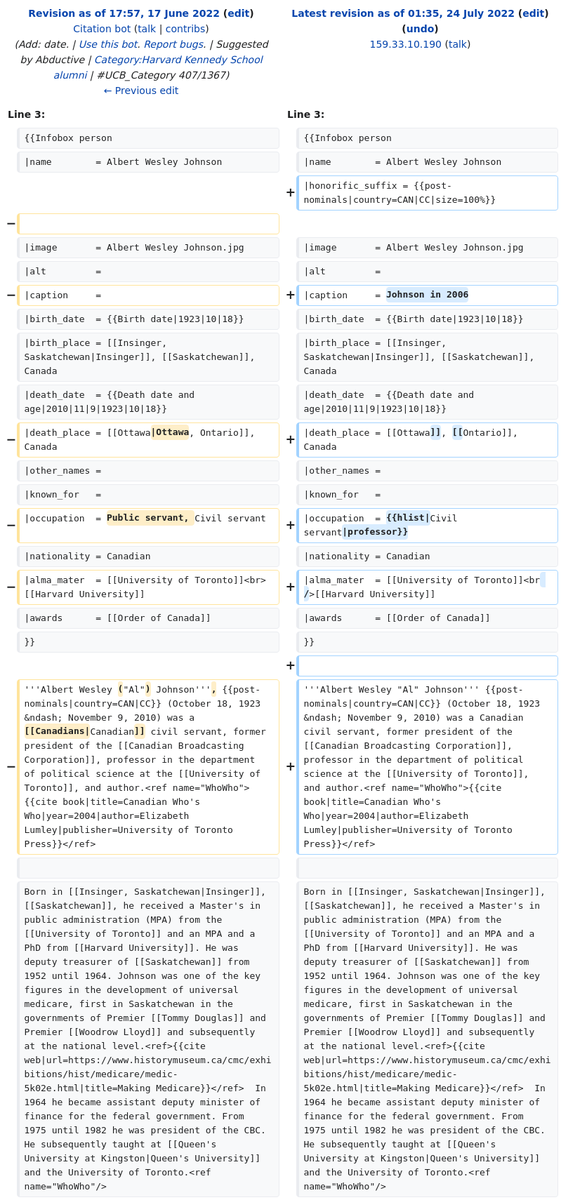 Revision as of 17:57, 17 June 2022 (edit)
Citation bot (talk | contribs)
(Add: date. | Use this bot. Report bugs. | Suggested
by Abductive | Category:Harvard Kennedy School
alumni | #UCB_Category 407/1367)
← Previous edit
Latest revision as of 01:35, 24 July 2022 (edit)
(undo)
159.33.10.190 (talk)
Line 3:
Line 3:
{{Infobox person
{{Infobox person
|name       = Albert Wesley Johnson
|name       = Albert Wesley Johnson
+
|honorific_suffix = {{post-
nominals|country=CAN|CC|size=100%}}
−
|image      = Albert Wesley Johnson.jpg
|image      = Albert Wesley Johnson.jpg
|alt        =
|alt        =
−
|caption    =
+
|caption    = Johnson in 2006
|birth_date  = {{Birth date|1923|10|18}}
|birth_date  = {{Birth date|1923|10|18}}
|birth_place = [[Insinger,
Saskatchewan|Insinger]], [[Saskatchewan]],
Canada
|birth_place = [[Insinger,
Saskatchewan|Insinger]], [[Saskatchewan]],
Canada
|death_date  = {{Death date and
age|2010|11|9|1923|10|18}}
|death_date  = {{Death date and
age|2010|11|9|1923|10|18}}
−
|death_place = [[Ottawa|Ottawa, Ontario]],
Canada
+
|death_place = [[Ottawa]], [[Ontario]],
Canada
|other_names =
|other_names =
|known_for   =
|known_for   =
−
|occupation  = Public servant, Civil servant
+
|occupation  = {{hlist|Civil
servant|professor}}
|nationality = Canadian
|nationality = Canadian
−
|alma_mater  = [[University of Toronto]]<br>
[[Harvard University]]
+
|alma_mater  = [[University of Toronto]]<br
/>[[Harvard University]]
|awards      = [[Order of Canada]]
|awards      = [[Order of Canada]]
}}
}}
+
−
'''Albert Wesley ("Al") Johnson''', {{post-
nominals|country=CAN|CC}} (October 18, 1923
&ndash; November 9, 2010) was a
[[Canadians|Canadian]] civil servant, former
president of the [[Canadian Broadcasting
Corporation]], professor in the department
of political science at the [[University of
Toronto]], and author.<ref name="WhoWho">
{{cite book|title=Canadian Who's
Who|year=2004|author=Elizabeth
Lumley|publisher=University of Toronto
Press}}</ref>
+
'''Albert Wesley "Al" Johnson''' {{post-
nominals|country=CAN|CC}} (October 18, 1923
&ndash; November 9, 2010) was a Canadian
civil servant, former president of the
[[Canadian Broadcasting Corporation]],
professor in the department of political
science at the [[University of Toronto]],
and author.<ref name="WhoWho">{{cite
book|title=Canadian Who's
Who|year=2004|author=Elizabeth
Lumley|publisher=University of Toronto
Press}}</ref>
Born in [[Insinger, Saskatchewan|Insinger]],
[[Saskatchewan]], he received a Master's in
public administration (MPA) from the
[[University of Toronto]] and an MPA and a
PhD from [[Harvard University]]. He was
deputy treasurer of [[Saskatchewan]] from
1952 until 1964. Johnson was one of the key
figures in the development of universal
medicare, first in Saskatchewan in the
governments of Premier [[Tommy Douglas]] and
Premier [[Woodrow Lloyd]] and subsequently
at the national level.<ref>{{cite
web|url=https://www.historymuseum.ca/cmc/exhi
bitions/hist/medicare/medic-
5k02e.html|title=Making Medicare}}</ref>  In
1964 he became assistant deputy minister of
finance for the federal government. From
1975 until 1982 he was president of the CBC.
He subsequently taught at [[Queen's
University at Kingston|Queen's University]]
and the University of Toronto.<ref
name="WhoWho"/>
Born in [[Insinger, Saskatchewan|Insinger]],
[[Saskatchewan]], he received a Master's in
public administration (MPA) from the
[[University of Toronto]] and an MPA and a
PhD from [[Harvard University]]. He was
deputy treasurer of [[Saskatchewan]] from
1952 until 1964. Johnson was one of the key
figures in the development of universal
medicare, first in Saskatchewan in the
governments of Premier [[Tommy Douglas]] and
Premier [[Woodrow Lloyd]] and subsequently
at the national level.<ref>{{cite
web|url=https://www.historymuseum.ca/cmc/exhi
bitions/hist/medicare/medic-
5k02e.html|title=Making Medicare}}</ref>  In
1964 he became assistant deputy minister of
finance for the federal government. From
1975 until 1982 he was president of the CBC.
He subsequently taught at [[Queen's
University at Kingston|Queen's University]]
and the University of Toronto.<ref
name="WhoWho"/>